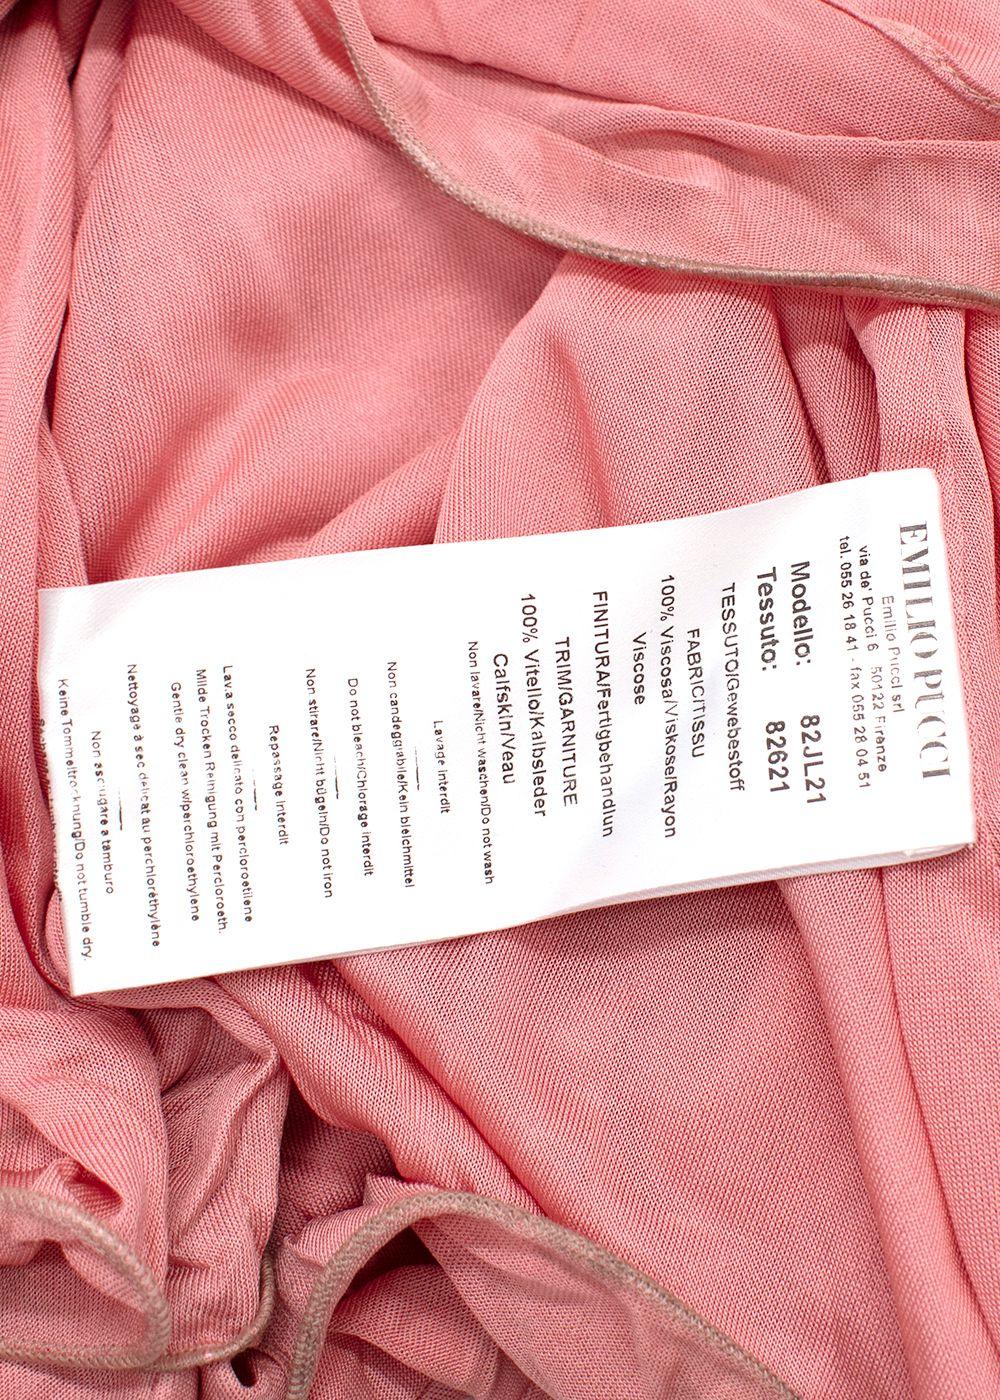 EMILIO PUCCI
Emilio Pucci srl
via de' Pucci 6 50122 Firenze
tel. 055 26 18 41 - fax 055 28 04 51
Modello: 82JL21
Tessuto: 82621
TESSUTO/Gewebestoff
FABRIC/TISSU
100% Viscosa/Viskose/Rayon
Viscose
FINITURA/Fertigbehandlun
TRIM/GARNITURE
100% Vitello/Kalbsleder
Calfskin/Veau
Non lavare/Nicht waschen/Do not wash
Lavage interdit
Non candeggiabile/Kein bleichmittel
Do not bleach/Chlorage interdit
Non stirare/Nicht bügeln/Do not iron
Repassage interdit
Lava secco delicato con percloroetilene
Milde Trocken Reinigung mit Percloroeth.
Gentle dry clean w/perchloroethylene
Nettoyage à sec délicat au perchloréthylène
Non asciugare a tamburo
Keine Tommeltrocknung/Do not tumble dry.